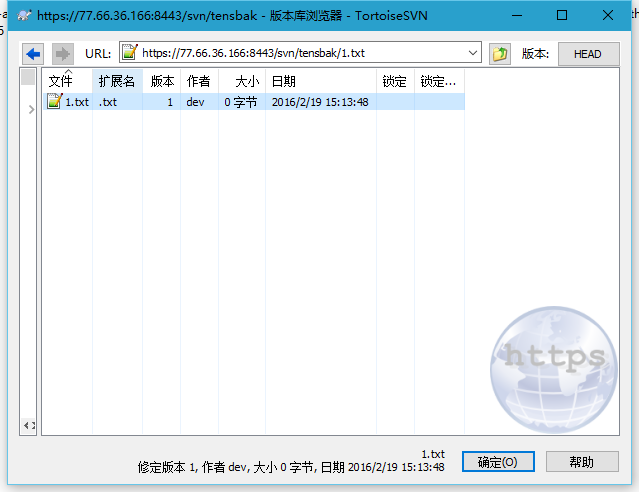 https://77.66.36.166:8443/svn/tensbak - 版本库浏览器 - TortoiseSVN
URL: https://77.66.36.166:8443/svn/tensbak/1.txt 版本: HEAD
文件 扩展名 版本 作者 大小 日期 锁定 锁定...
1.txt .txt 1 dev 0 字节 2016/2/19 15:13:48
https
1.txt
修定版本 1, 作者 dev, 大小 0 字节, 日期 2016/2/19 15:13:48
确定(O) 帮助